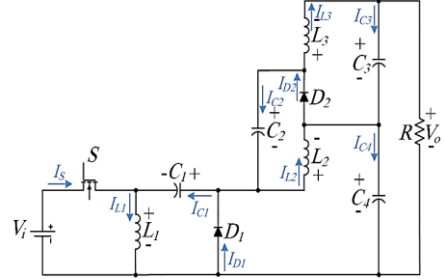 I_L3 - L_3 + I_C3 + C_3 -
I_C2 I_D2 D_2
+ C_2 - R + V_o -
I_S S - L_2 + I_C4
-C_1+ I_L2 + C_4 -
V_i + - I_L1 + L_1 - I_C1 D_1
I_D1